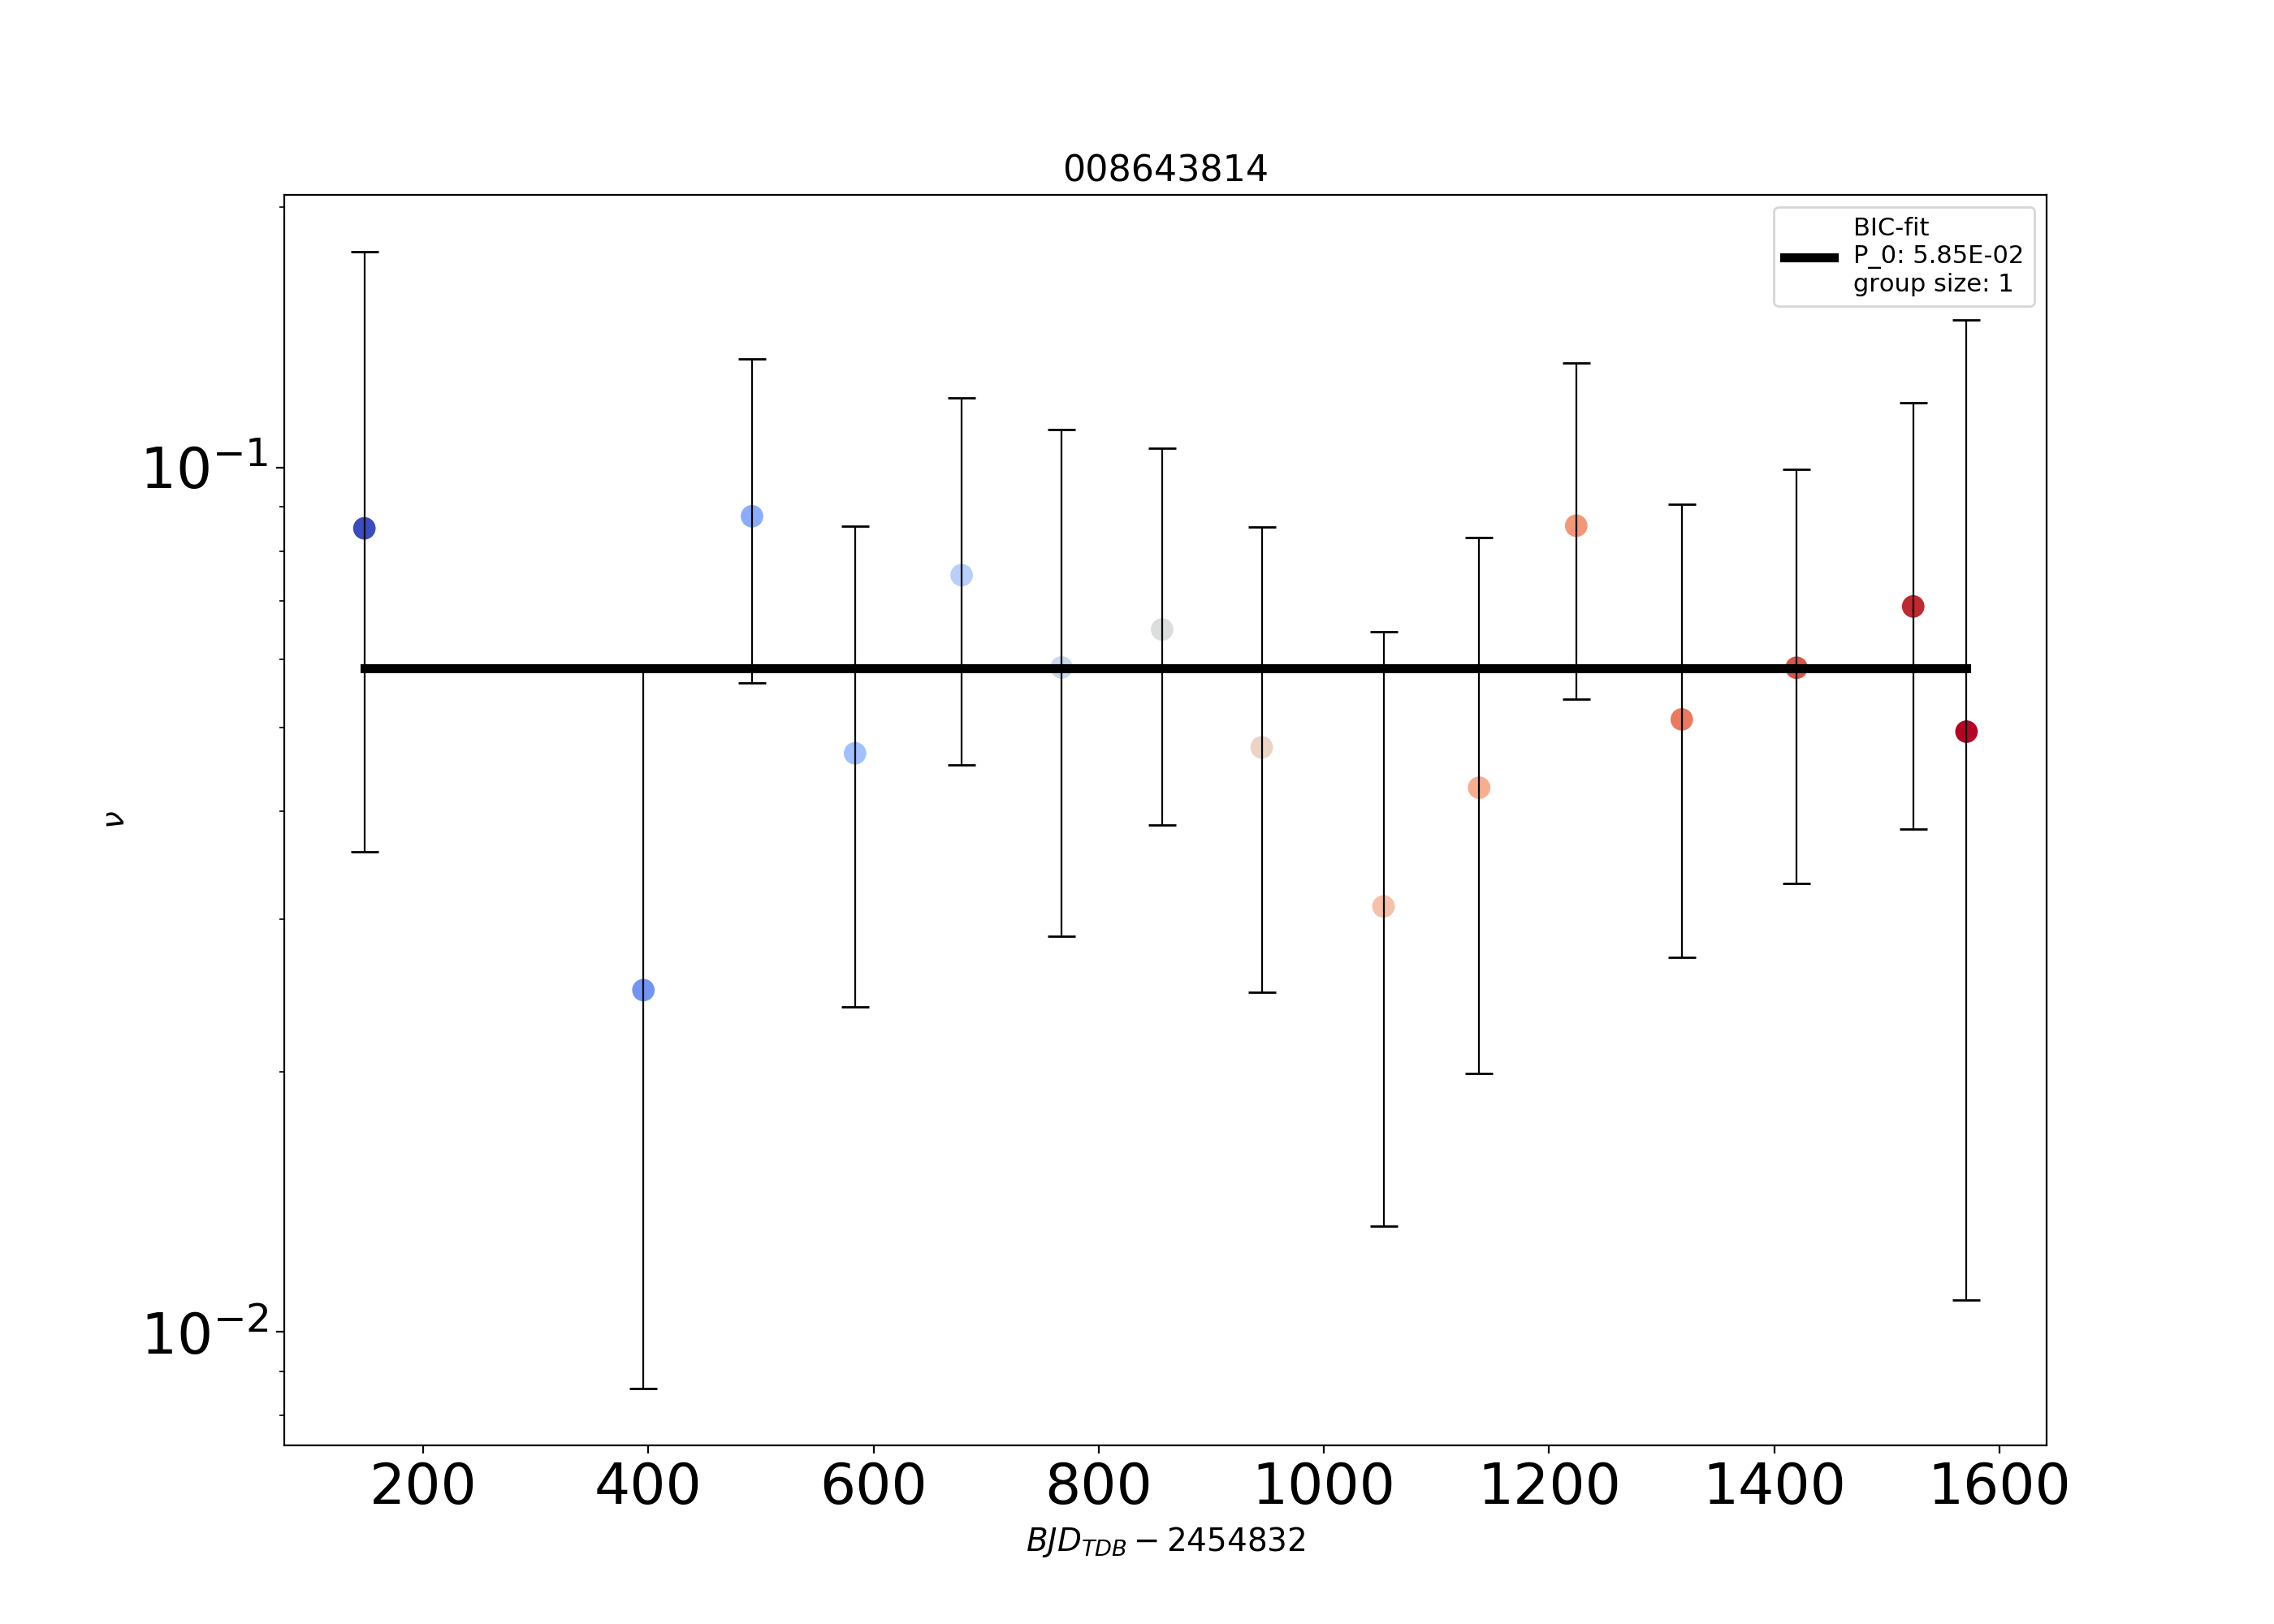 008643814
BIC-fit
P_0: 5.85E-02
group size: 1
10⁻¹
10⁻²
ν
200 400 600 800 1000 1200 1400 1600
BJD_TDB − 2454832